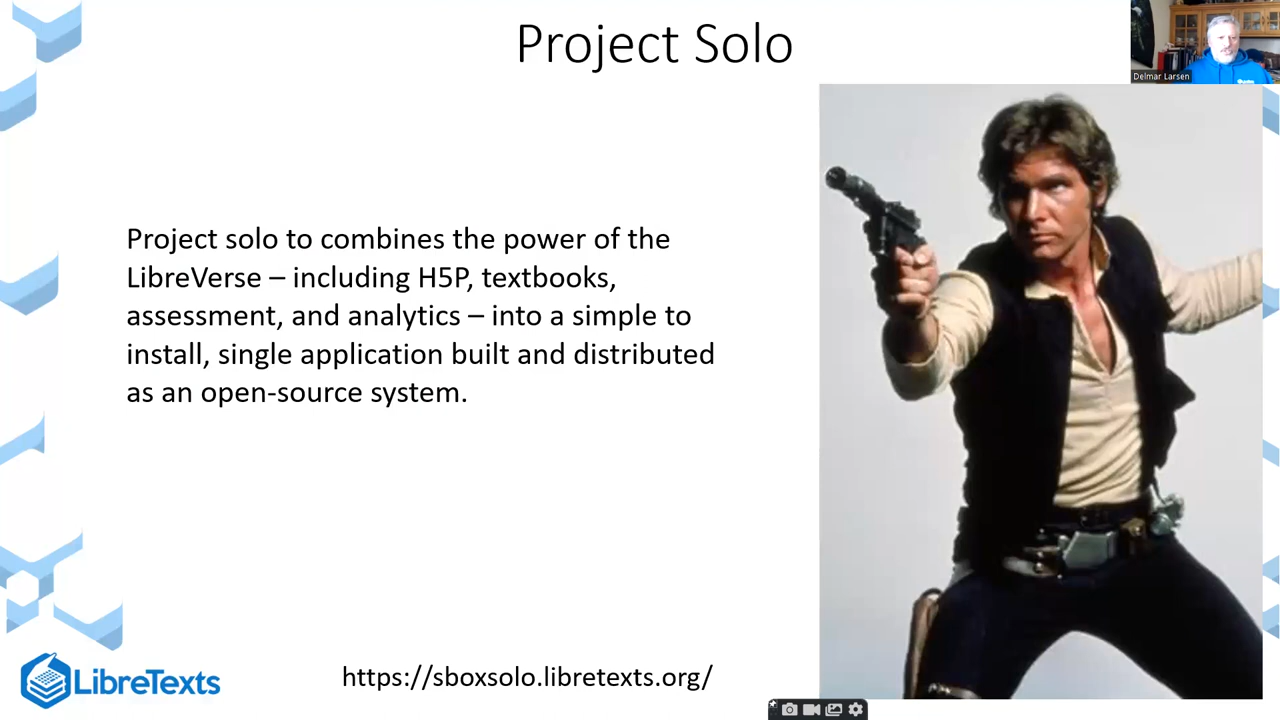 Project Solo
Delmar Larsen
Project solo to combines the power of the
LibreVerse – including H5P, textbooks,
assessment, and analytics – into a simple to
install, single application built and distributed
as an open-source system.
LibreTexts
https://sboxsolo.libretexts.org/